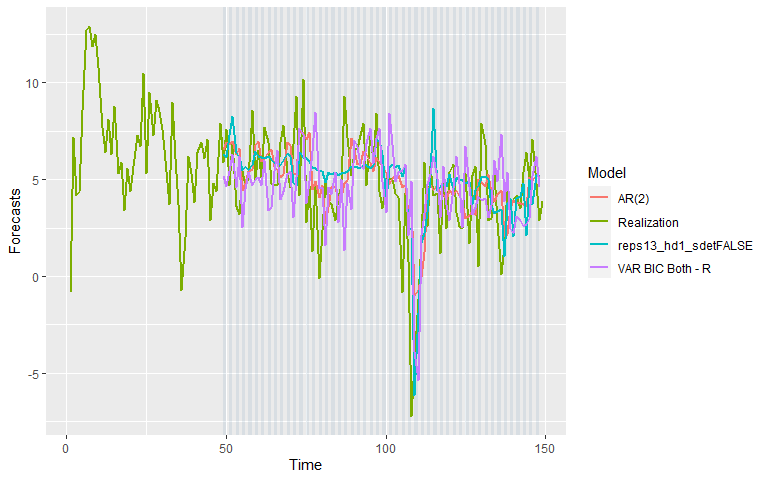 10
5
0
-5
Forecasts
0
50
100
150
Time
Model
AR(2)
Realization
reps13_hd1_sdetFALSE
VAR BIC Both - R